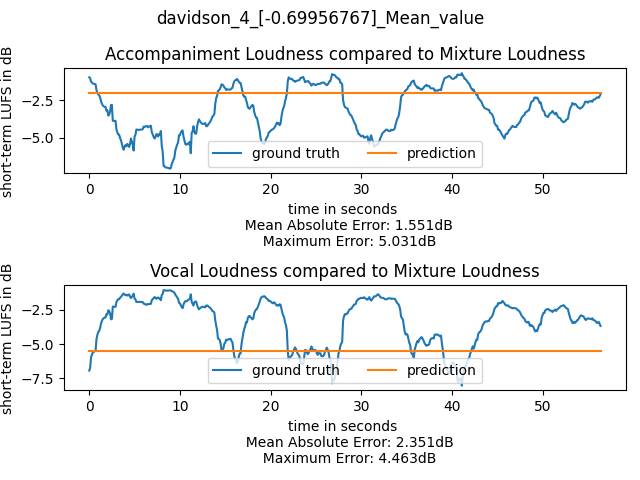 davidson_4_[-0.69956767]_Mean_value
Accompaniment Loudness compared to Mixture Loudness
short-term LUFS in dB
−2.5
−5.0
ground truth prediction
0 10 20 30 40 50
time in seconds
Mean Absolute Error: 1.551dB
Maximum Error: 5.031dB
Vocal Loudness compared to Mixture Loudness
short-term LUFS in dB
−2.5
−5.0
−7.5
ground truth prediction
0 10 20 30 40 50
time in seconds
Mean Absolute Error: 2.351dB
Maximum Error: 4.463dB